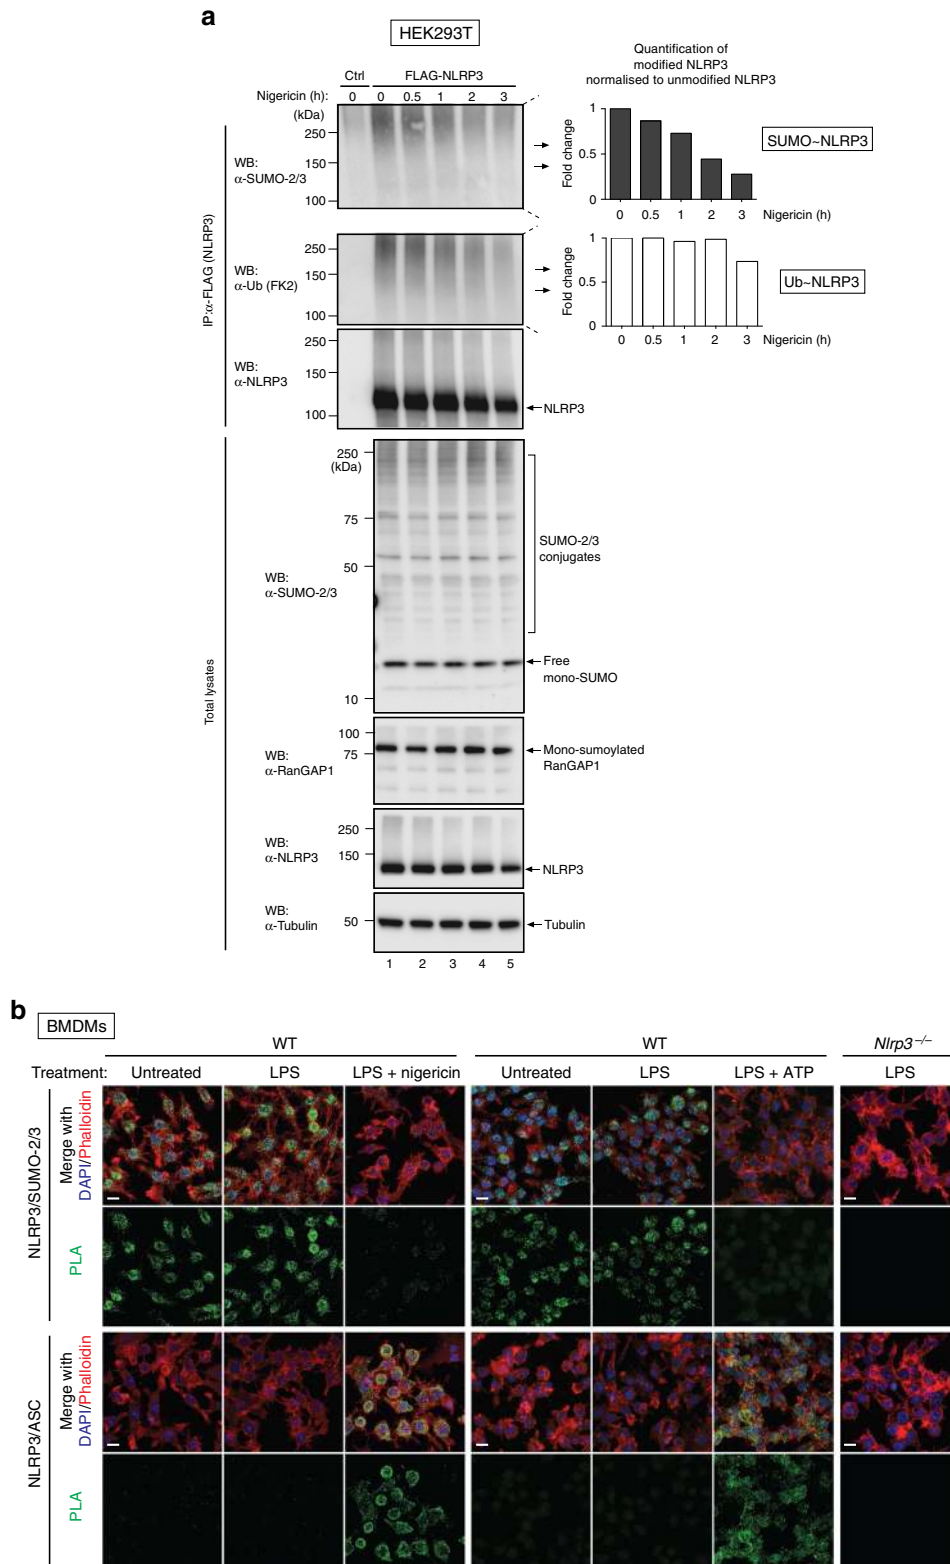 a
HEK293T
Ctrl FLAG-NLRP3
Nigericin (h): 0 0 0.5 1 2 3
(kDa)
250
150
100
WB:
α-SUMO-2/3
250
150
100
WB:
α-Ub (FK2)
250
150
100
WB:
α-NLRP3
NLRP3
IP:α-FLAG (NLRP3)
Quantification of
modified NLRP3
normalised to unmodified NLRP3
Fold change
1
0.5
0
0 0.5 1 2 3 Nigericin (h)
SUMO~NLRP3
Fold change
1
0.5
0
0 0.5 1 2 3 Nigericin (h)
Ub~NLRP3
Total lysates
250
(kDa)
75
50
10
WB:
α-SUMO-2/3
SUMO-2/3
conjugates
Free
mono-SUMO
100
75
WB:
α-RanGAP1
Mono-sumoylated
RanGAP1
250
150
WB:
α-NLRP3
NLRP3
WB:
α-Tubulin
50
Tubulin
1 2 3 4 5
b
BMDMs
WT WT Nlrp3–/–
Treatment: Untreated LPS LPS + nigericin Untreated LPS LPS + ATP LPS
NLRP3/SUMO-2/3
Merge with
DAPI/Phalloidin
PLA
NLRP3/ASC
Merge with
DAPI/Phalloidin
PLA